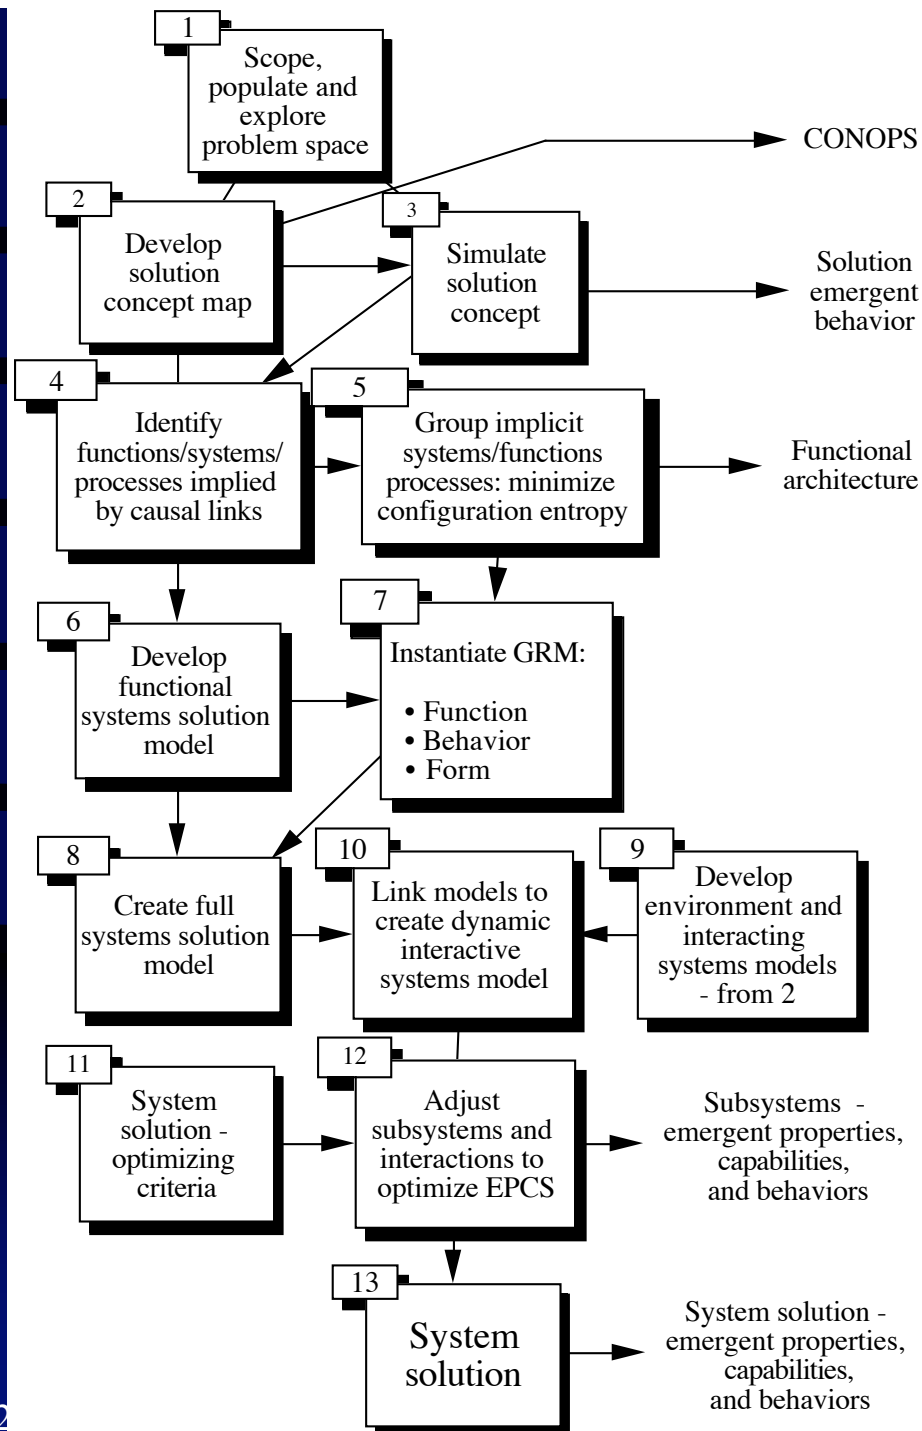 1
Scope,
populate and
explore
problem space
CONOPS
2
Develop
solution
concept map
3
Simulate
solution
concept
Solution
emergent
behavior
4
Identify
functions/systems/
processes implied
by causal links
5
Group implicit
systems/functions
processes: minimize
configuration entropy
Functional
architecture
6
Develop
functional
systems solution
model
7
Instantiate GRM:
• Function
• Behavior
• Form
8
Create full
systems solution
model
10
Link models to
create dynamic
interactive
systems model
9
Develop
environment and
interacting
systems models
- from 2
11
System
solution -
optimizing
criteria
12
Adjust
subsystems and
interactions to
optimize EPCS
Subsystems -
emergent properties,
capabilities,
and behaviors
13
System
solution
System solution -
emergent properties,
capabilities,
and behaviors
2